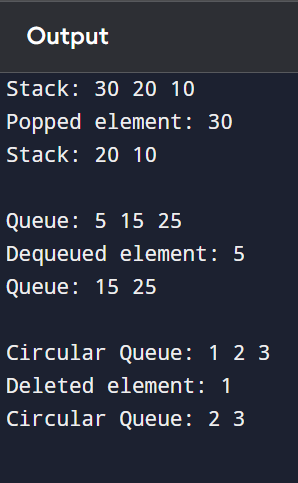 Output
Stack: 30 20 10
Popped element: 30
Stack: 20 10
Queue: 5 15 25
Dequeued element: 5
Queue: 15 25
Circular Queue: 1 2 3
Deleted element: 1
Circular Queue: 2 3